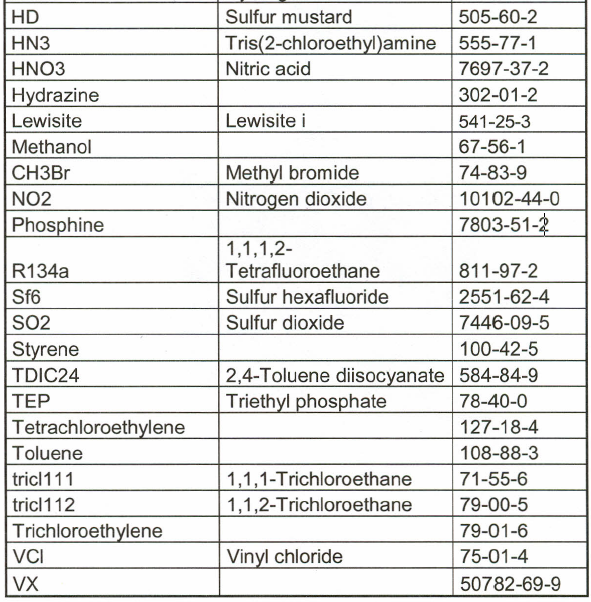 HD Sulfur mustard 505-60-2
HN3 Tris(2-chloroethyl)amine 555-77-1
HNO3 Nitric acid 7697-37-2
Hydrazine 302-01-2
Lewisite Lewisite i 541-25-3
Methanol 67-56-1
CH3Br Methyl bromide 74-83-9
NO2 Nitrogen dioxide 10102-44-0
Phosphine 7803-51-2
1,1,1,2-
R134a Tetrafluoroethane 811-97-2
Sf6 Sulfur hexafluoride 2551-62-4
SO2 Sulfur dioxide 7446-09-5
Styrene 100-42-5
TDIC24 2,4-Toluene diisocyanate 584-84-9
TEP Triethyl phosphate 78-40-0
Tetrachloroethylene 127-18-4
Toluene 108-88-3
tricl111 1,1,1-Trichloroethane 71-55-6
tricl112 1,1,2-Trichloroethane 79-00-5
Trichloroethylene 79-01-6
VCl Vinyl chloride 75-01-4
VX 50782-69-9